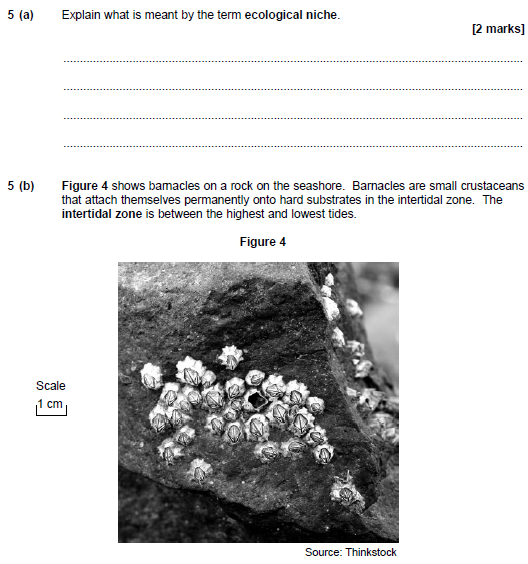 5 (a) Explain what is meant by the term ecological niche.
[2 marks]
5 (b) Figure 4 shows barnacles on a rock on the seashore. Barnacles are small crustaceans
that attach themselves permanently onto hard substrates in the intertidal zone. The
intertidal zone is between the highest and lowest tides.
Figure 4
Scale
1 cm
Source: Thinkstock